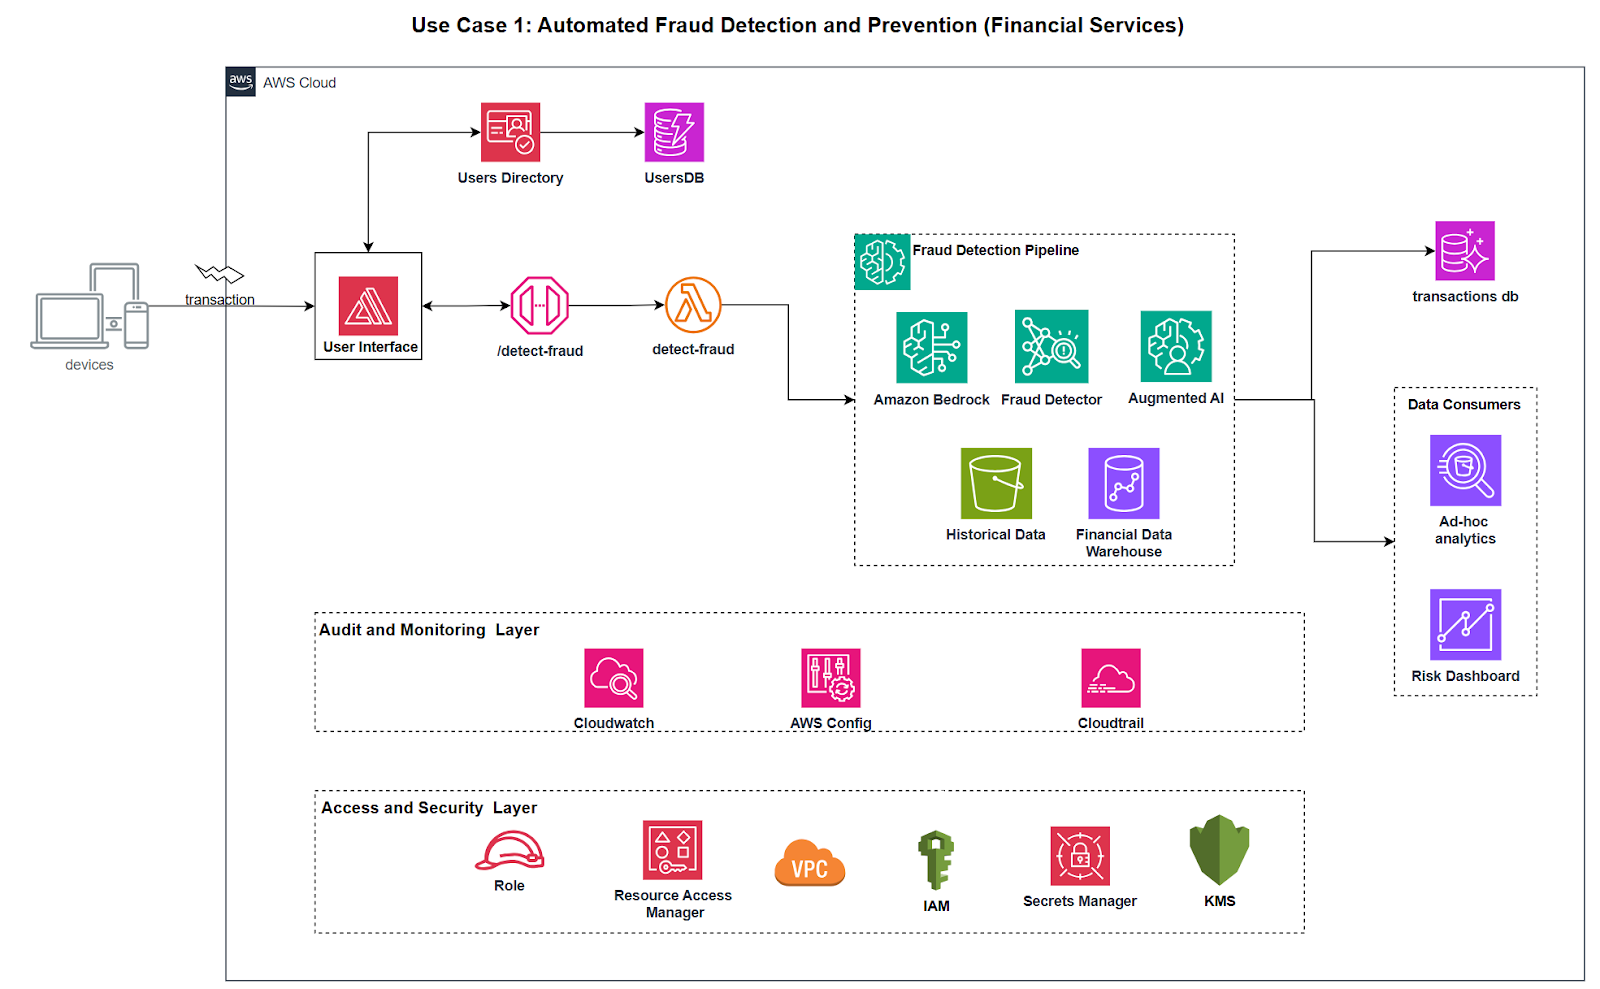 Use Case 1: Automated Fraud Detection and Prevention (Financial Services)
aws
AWS Cloud
Users Directory
UsersDB
transaction
devices
User Interface
/detect-fraud
detect-fraud
Fraud Detection Pipeline
Amazon Bedrock
Fraud Detector
Augmented AI
Historical Data
Financial Data
Warehouse
transactions db
Data Consumers
Ad-hoc
analytics
Risk Dashboard
Audit and Monitoring Layer
Cloudwatch
AWS Config
Cloudtrail
Access and Security Layer
Role
Resource Access
Manager
VPC
IAM
Secrets Manager
KMS